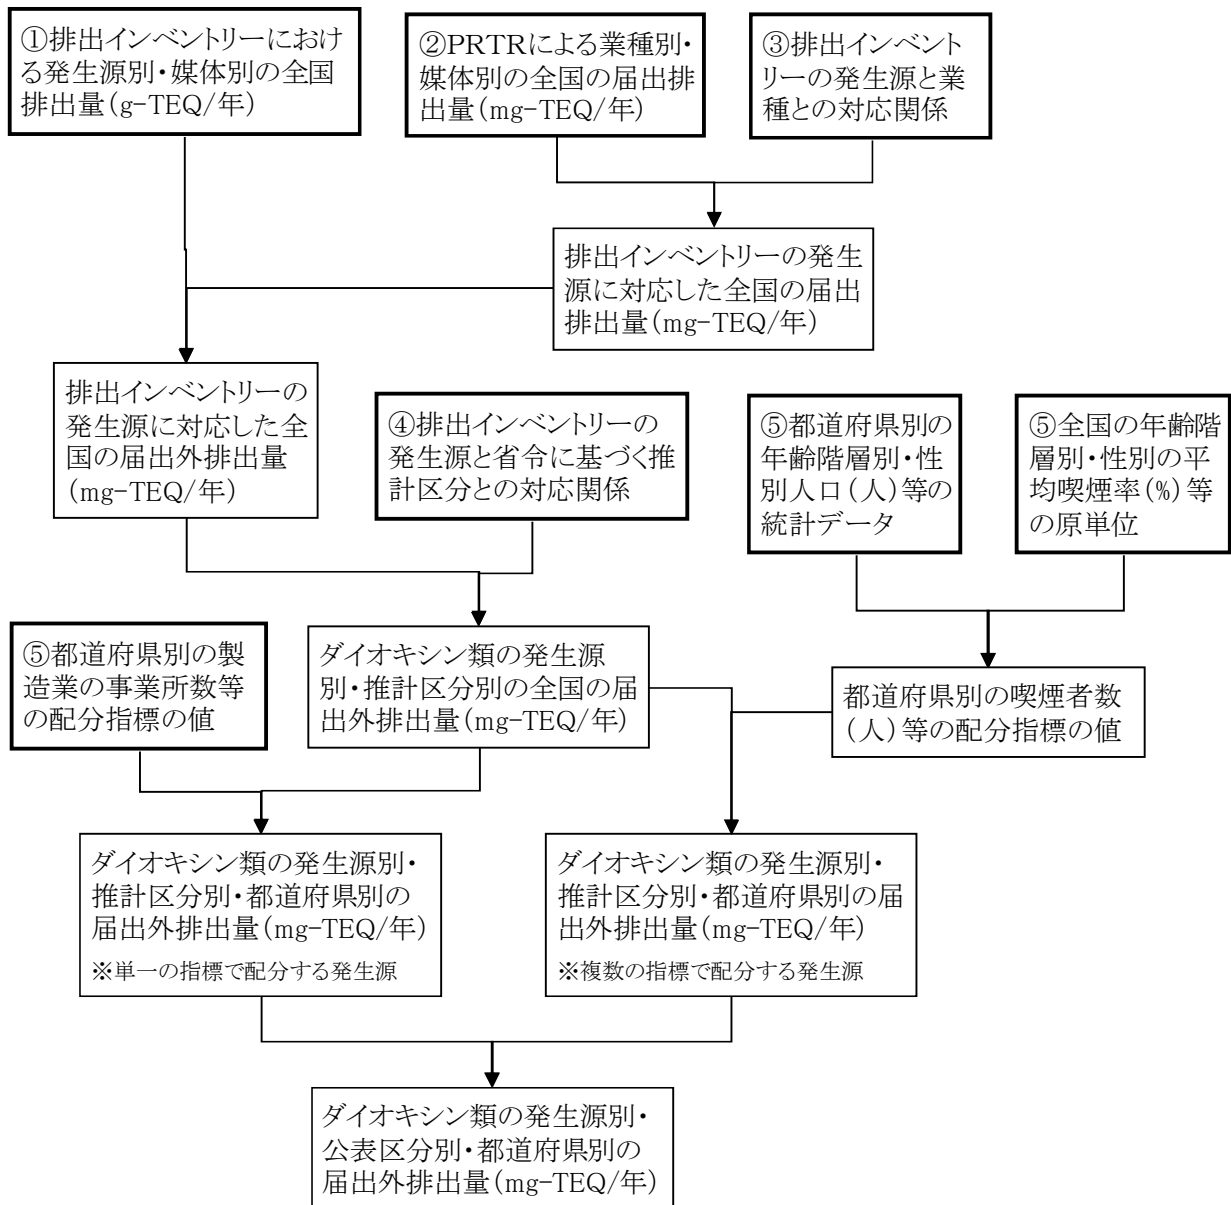 ①排出インベントリーにおけ
る発生源別・媒体別の全国
排出量(g-TEQ/年)
②PRTRによる業種別・
媒体別の全国の届出排
出量(mg-TEQ/年)
③排出インベント
リーの発生源と業
種との対応関係
排出インベントリーの発生
源に対応した全国の届出
排出量(mg-TEQ/年)
排出インベントリーの
発生源に対応した全
国の届出外排出量
(mg-TEQ/年)
④排出インベントリーの
発生源と省令に基づく推
計区分との対応関係
⑤都道府県別の
年齢階層別・性
別人口(人)等の
統計データ
⑤全国の年齢階
層別・性別の平
均喫煙率(%)等
の原単位
⑤都道府県別の製
造業の事業所数等
の配分指標の値
ダイオキシン類の発生源
別・推計区分別の全国の届
出外排出量(mg-TEQ/年)
都道府県別の喫煙者数
(人)等の配分指標の値
ダイオキシン類の発生源別・
推計区分別・都道府県別の
届出外排出量(mg-TEQ/年)
※単一の指標で配分する発生源
ダイオキシン類の発生源別・
推計区分別・都道府県別の届
出外排出量(mg-TEQ/年)
※複数の指標で配分する発生源
ダイオキシン類の発生源別・
公表区分別・都道府県別の
届出外排出量(mg-TEQ/年)